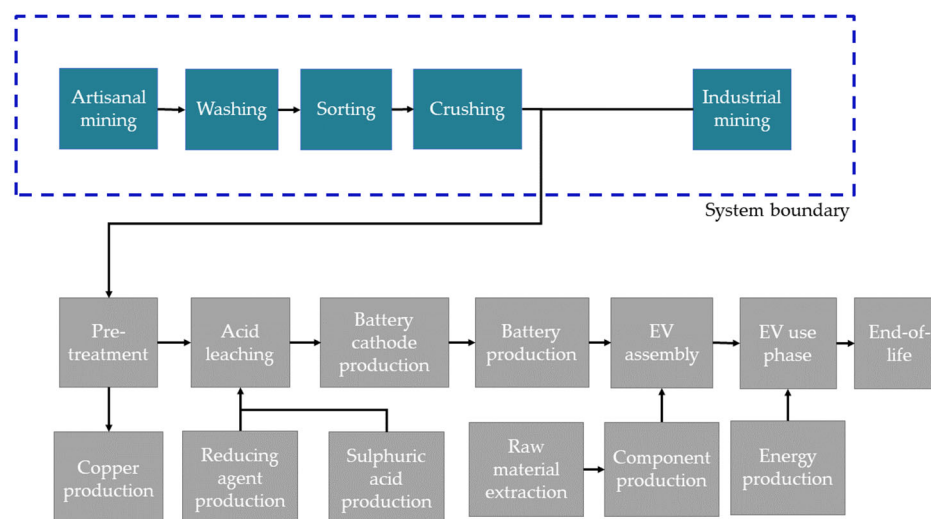 Artisanal
mining
Washing
Sorting
Crushing
Industrial
mining
System boundary
Pre-
treatment
Acid
leaching
Battery
cathode
production
Battery
production
EV
assembly
EV use
phase
End-of-
life
Copper
production
Reducing
agent
production
Sulphuric
acid
production
Raw
material
extraction
Component
production
Energy
production